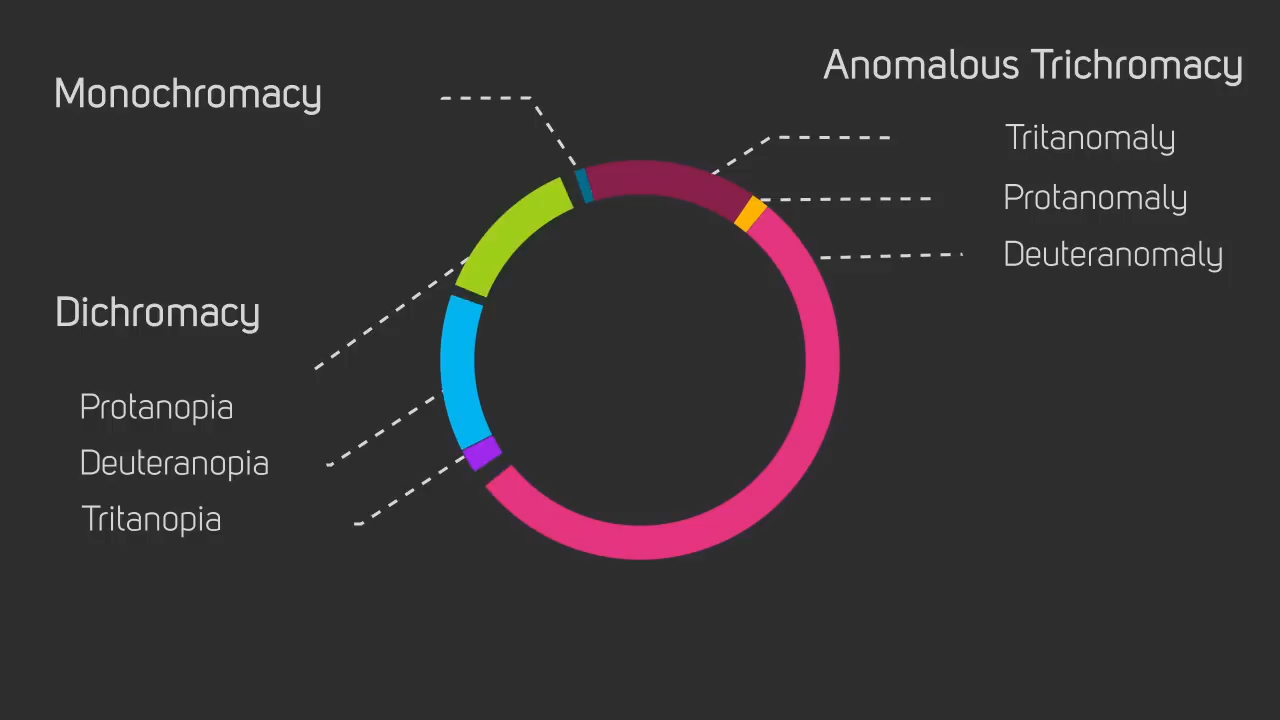 Monochromacy
Dichromacy
Protanopia
Deuteranopia
Tritanopia
Anomalous Trichromacy
Tritanomaly
Protanomaly
Deuteranomaly